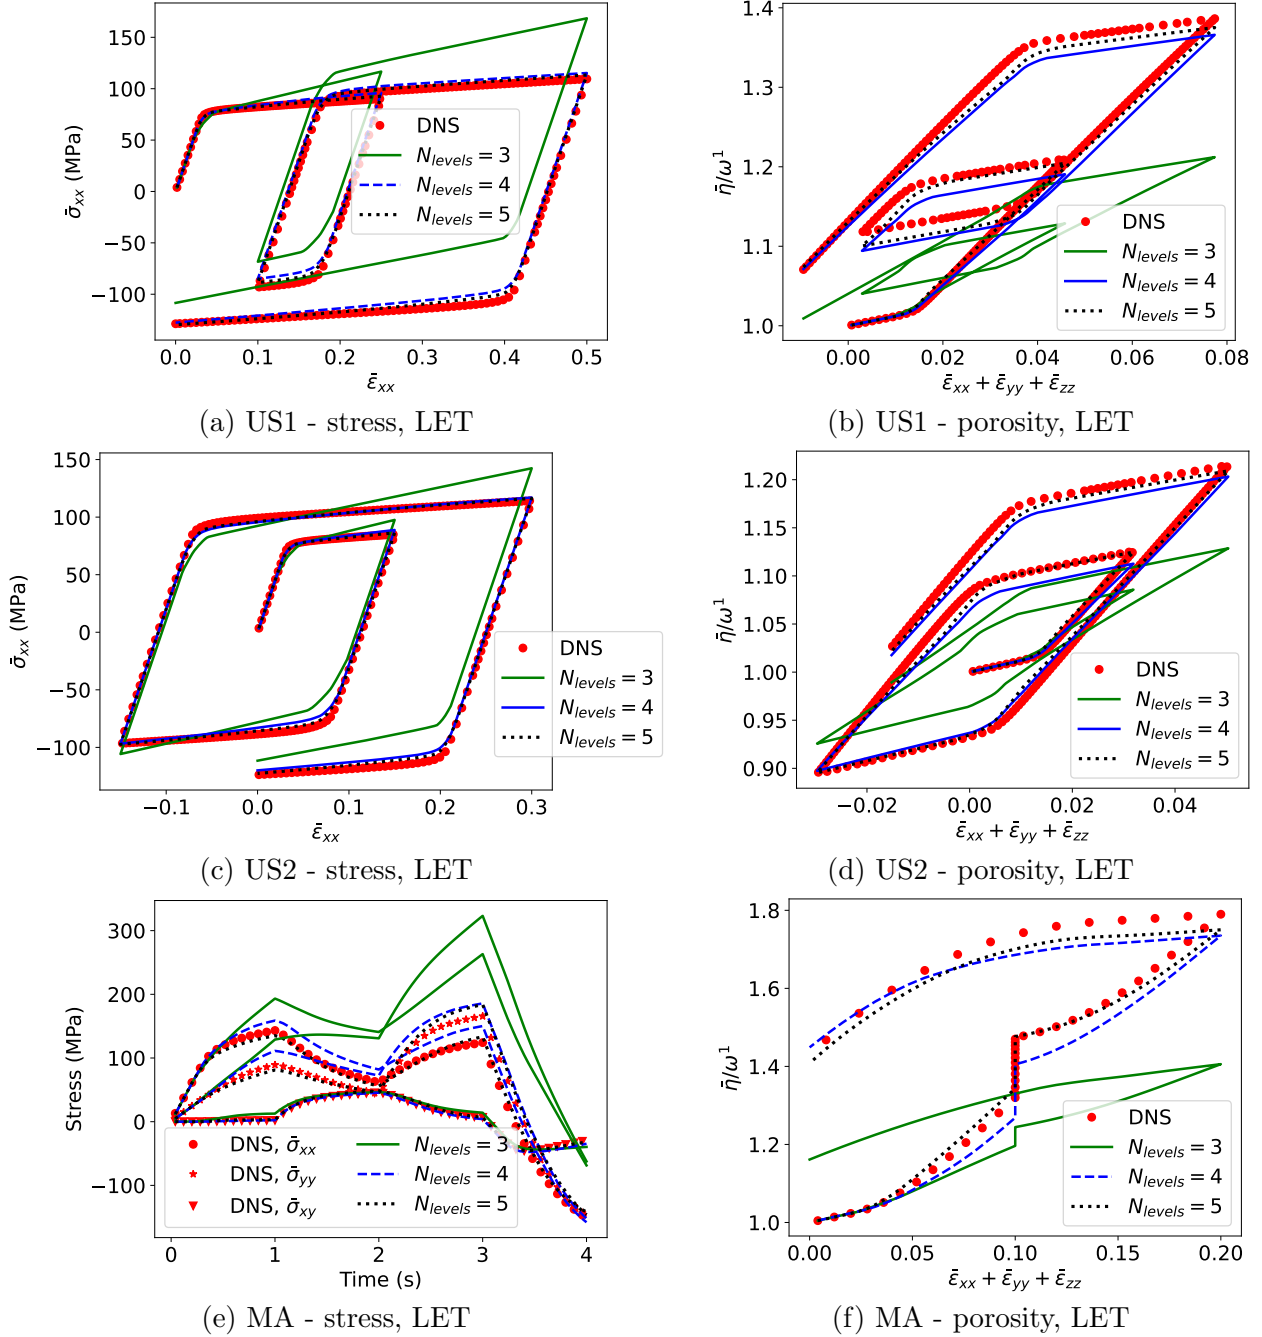 150
100
50
0
−50
−100
σ̄xx (MPa)
DNS
Nlevels = 3
Nlevels = 4
Nlevels = 5
0.0 0.1 0.2 0.3 0.4 0.5
ε̄xx
(a) US1 - stress, LET
1.4
1.3
1.2
1.1
1.0
η̄/ω¹
DNS
Nlevels = 3
Nlevels = 4
Nlevels = 5
0.00 0.02 0.04 0.06 0.08
ε̄xx + ε̄yy + ε̄zz
(b) US1 - porosity, LET
150
100
50
0
−50
−100
σ̄xx (MPa)
DNS
Nlevels = 3
Nlevels = 4
Nlevels = 5
−0.1 0.0 0.1 0.2 0.3
ε̄xx
(c) US2 - stress, LET
1.20
1.15
1.10
1.05
1.00
0.95
0.90
η̄/ω¹
DNS
Nlevels = 3
Nlevels = 4
Nlevels = 5
−0.02 0.00 0.02 0.04
ε̄xx + ε̄yy + ε̄zz
(d) US2 - porosity, LET
300
200
100
0
−100
Stress (MPa)
DNS, σ̄xx
DNS, σ̄yy
DNS, σ̄xy
Nlevels = 3
Nlevels = 4
Nlevels = 5
0 1 2 3 4
Time (s)
(e) MA - stress, LET
1.8
1.6
1.4
1.2
1.0
η̄/ω¹
DNS
Nlevels = 3
Nlevels = 4
Nlevels = 5
0.00 0.05 0.10 0.15 0.20
ε̄xx + ε̄yy + ε̄zz
(f) MA - porosity, LET